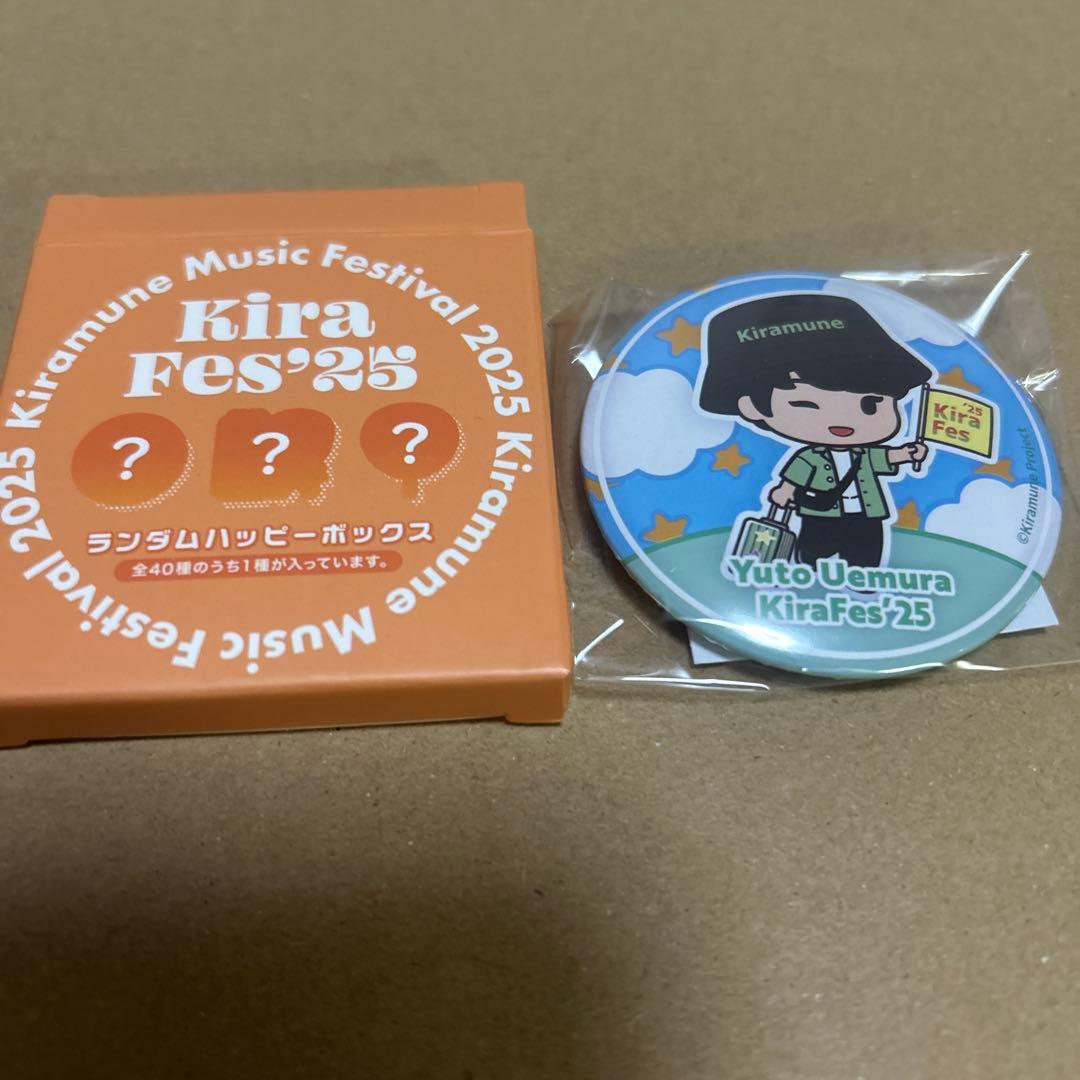 Kiramune Music Festival 2025 Kiramune Music Festival 2025
Kira
Fes'25
? ? ?
ランダムハッピーボックス
全40種のうち1種が入っています。
Kiramune
'25
Kira
Fes
©Kiramune Project
Yuto Uemura
KiraFes'25